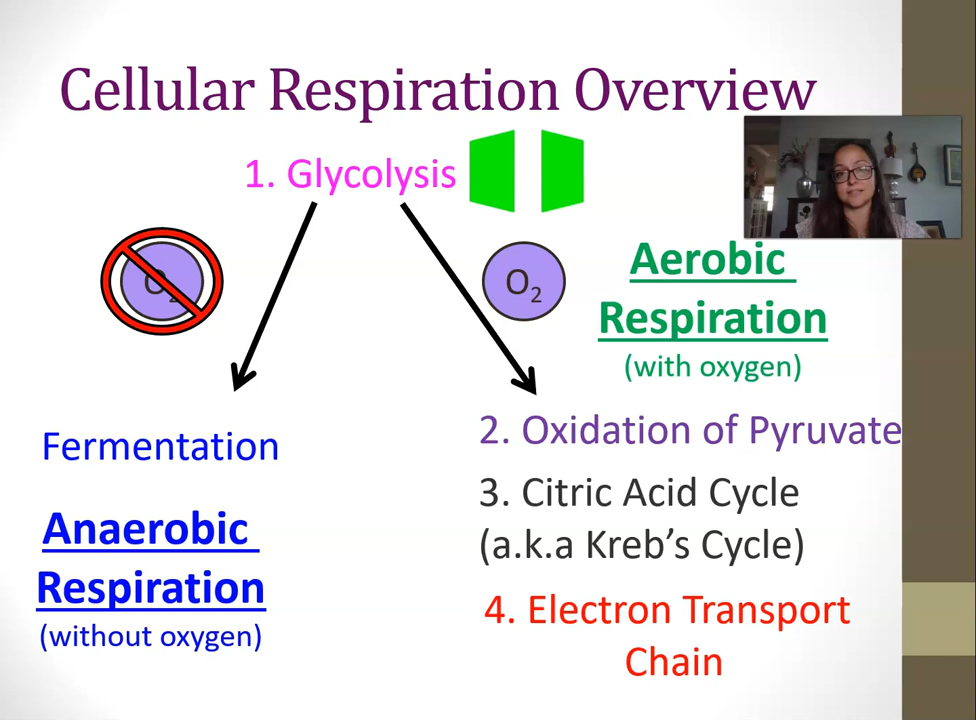 Cellular Respiration Overview
1. Glycolysis
O2
O2
Aerobic
Respiration
(with oxygen)
Fermentation
Anaerobic
Respiration
(without oxygen)
2. Oxidation of Pyruvate
3. Citric Acid Cycle
(a.k.a Kreb’s Cycle)
4. Electron Transport
Chain